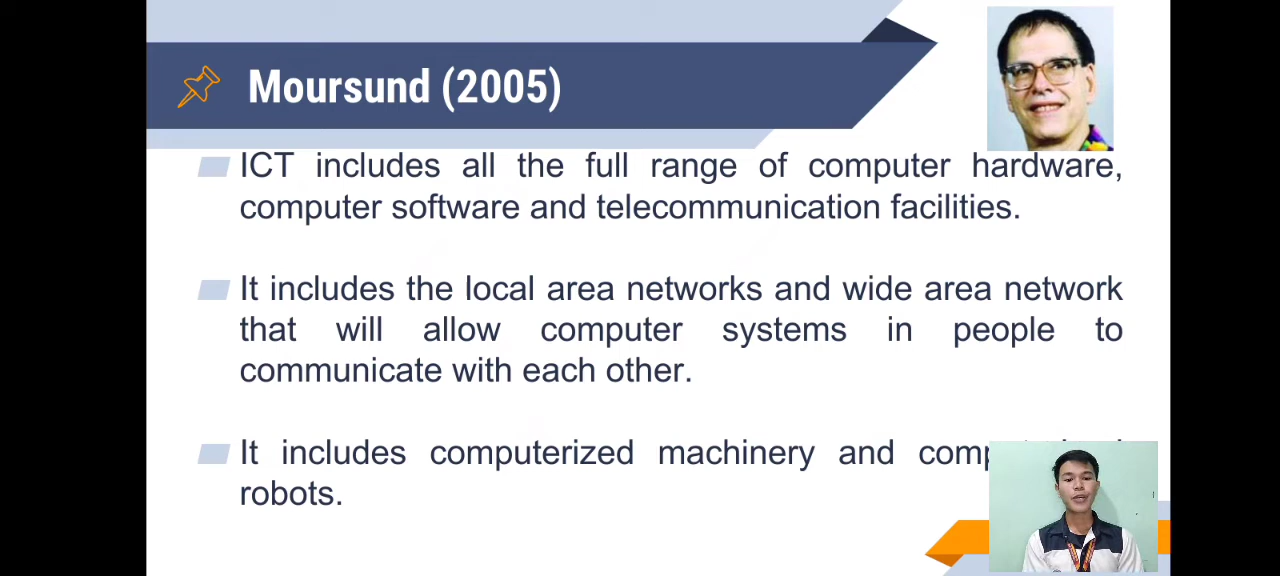 Moursund (2005)
ICT includes all the full range of computer hardware,
computer software and telecommunication facilities.
It includes the local area networks and wide area network
that will allow computer systems in people to
communicate with each other.
It includes computerized machinery and
robots.